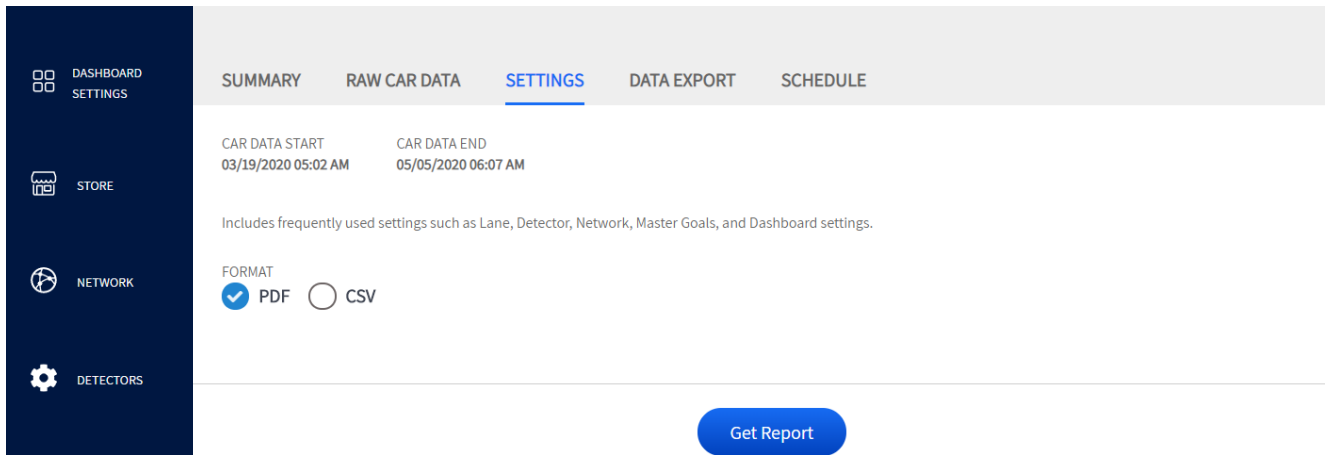 DASHBOARD
SETTINGS
STORE
NETWORK
DETECTORS
SUMMARY RAW CAR DATA SETTINGS DATA EXPORT SCHEDULE
CAR DATA START CAR DATA END
03/19/2020 05:02 AM 05/05/2020 06:07 AM
Includes frequently used settings such as Lane, Detector, Network, Master Goals, and Dashboard settings.
FORMAT
PDF CSV
Get Report